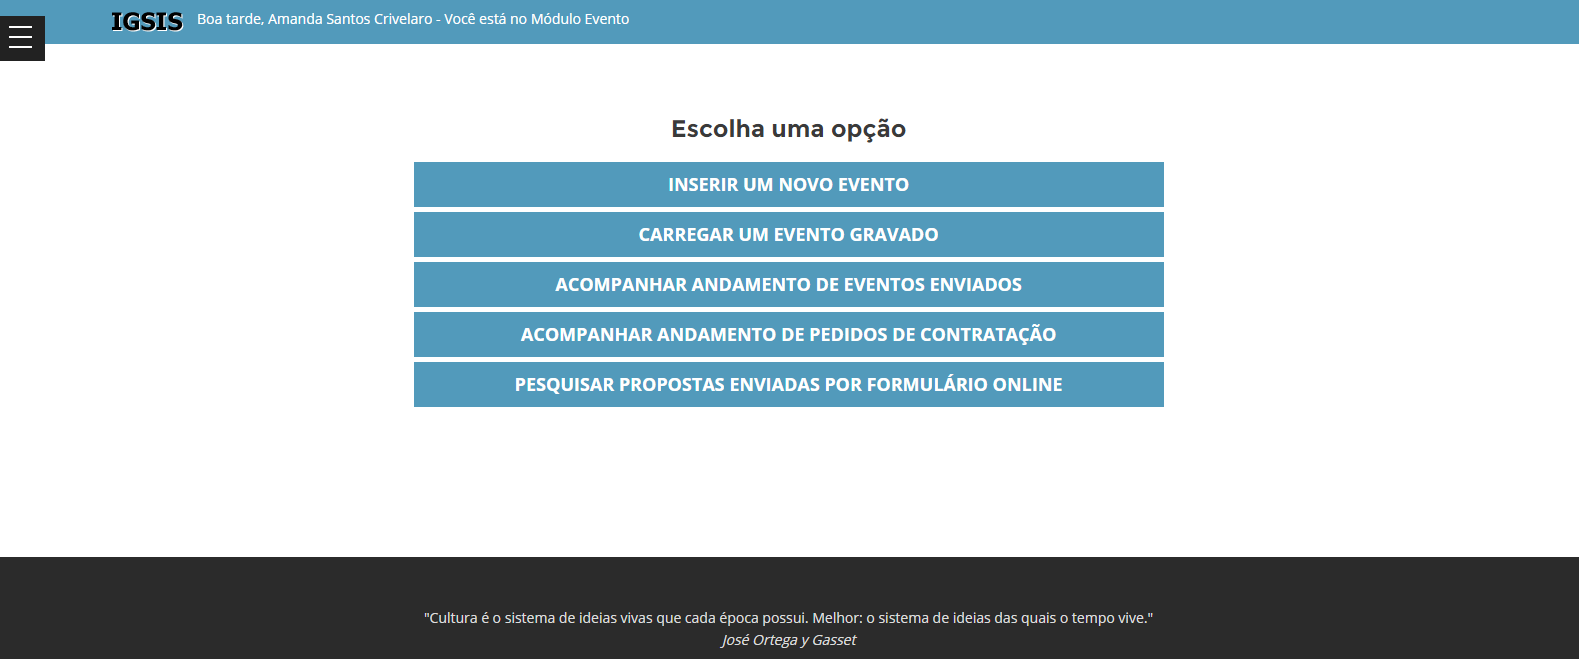 IGSIS Boa tarde, Amanda Santos Crivelaro - Você está no Módulo Evento
Escolha uma opção
INSERIR UM NOVO EVENTO
CARREGAR UM EVENTO GRAVADO
ACOMPANHAR ANDAMENTO DE EVENTOS ENVIADOS
ACOMPANHAR ANDAMENTO DE PEDIDOS DE CONTRATAÇÃO
PESQUISAR PROPOSTAS ENVIADAS POR FORMULÁRIO ONLINE
"Cultura é o sistema de ideias vivas que cada época possui. Melhor: o sistema de ideias das quais o tempo vive."
José Ortega y Gasset